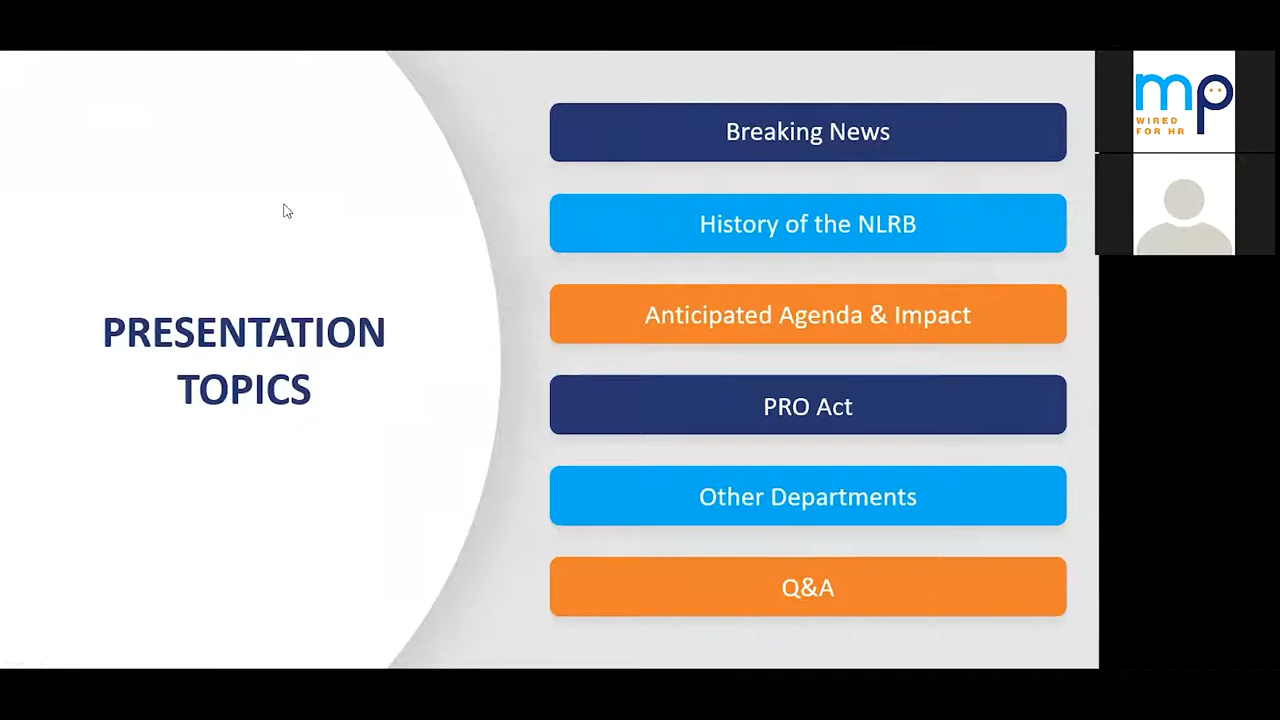 PRESENTATION
TOPICS
Breaking News
History of the NLRB
Anticipated Agenda & Impact
PRO Act
Other Departments
Q&A
mp
WIRED
FOR HR